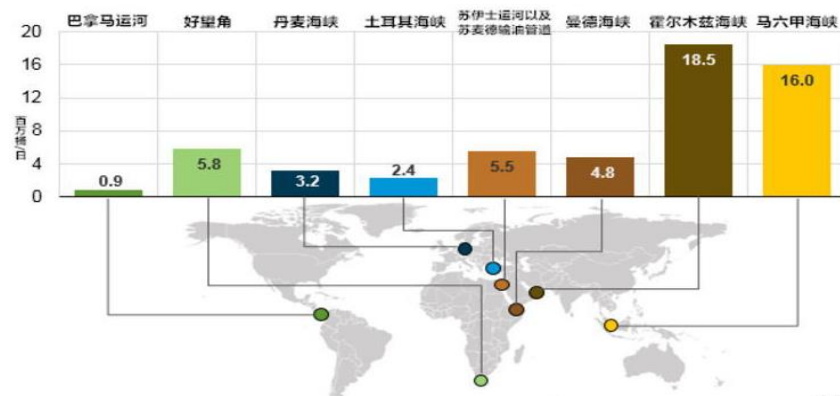 巴拿马运河
好望角
丹麦海峡
土耳其海峡
苏伊士运河以及
苏麦德输油管道
曼德海峡
霍尔木兹海峡
马六甲海峡
20
16
12
8
4
0
百万桶/日
0.9
5.8
3.2
2.4
5.5
4.8
18.5
16.0